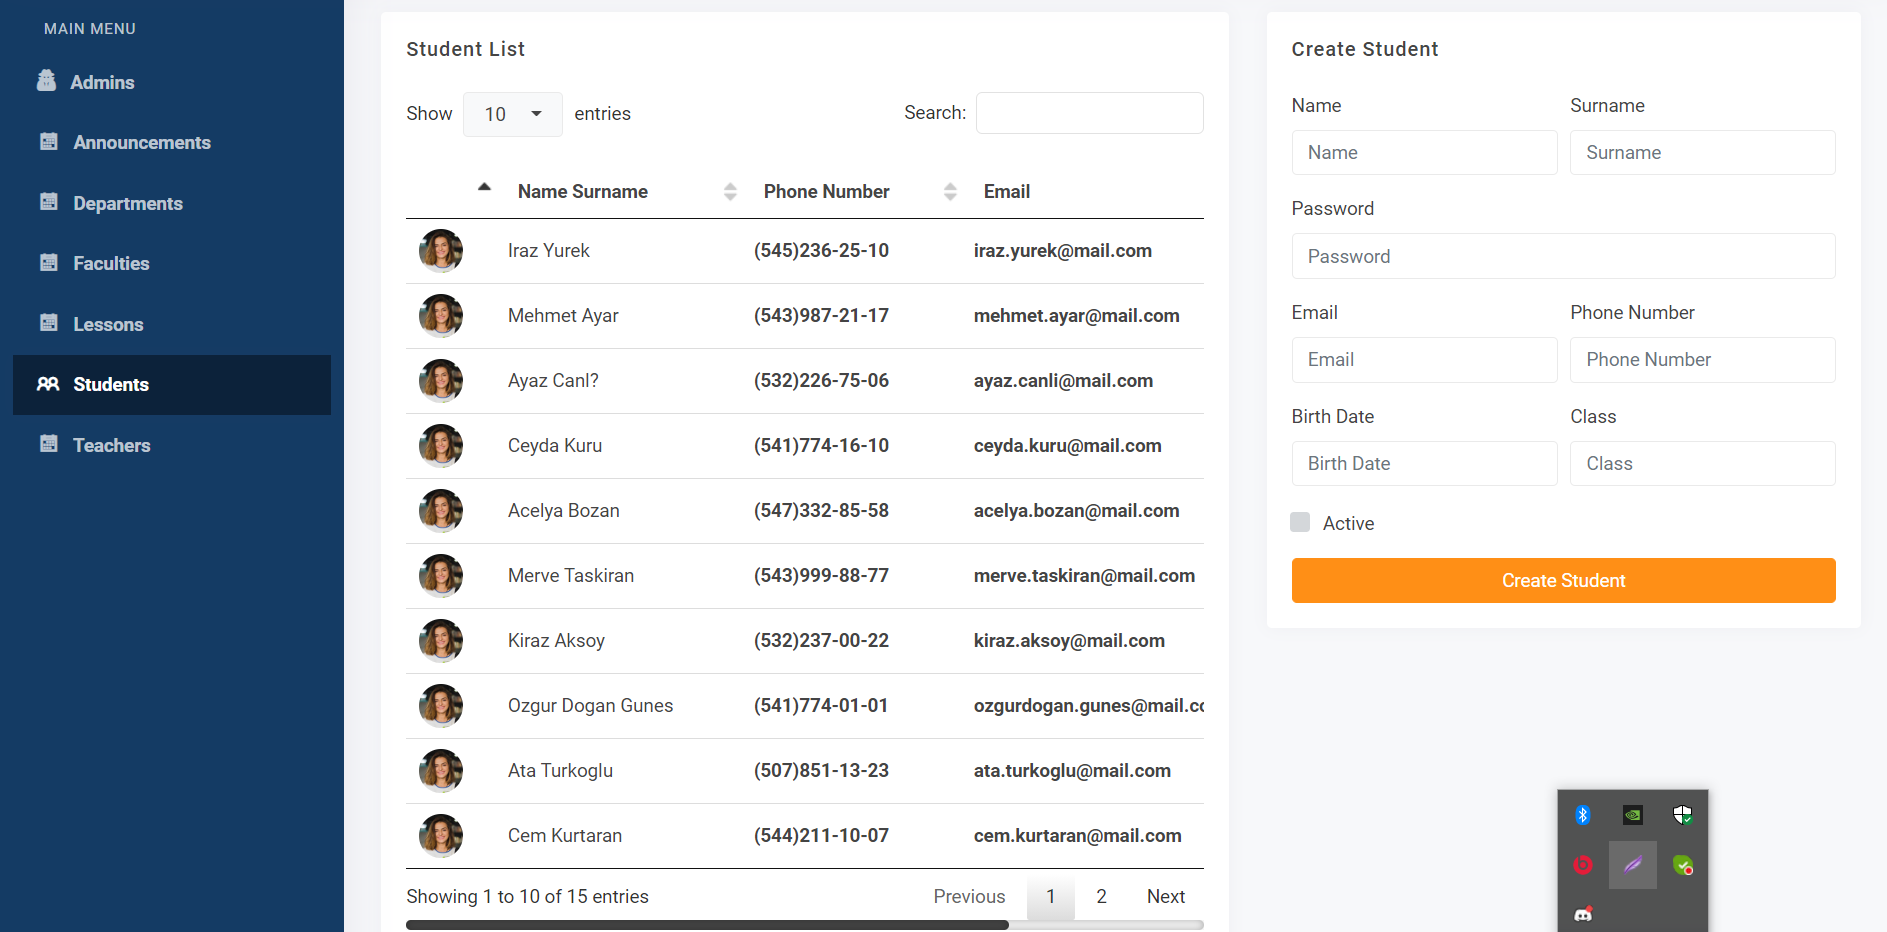 MAIN MENU
Admins
Announcements
Departments
Faculties
Lessons
Students
Teachers
Student List
Show 10 entries
Search:
Name Surname Phone Number Email
Iraz Yurek (545)236-25-10 iraz.yurek@mail.com
Mehmet Ayar (543)987-21-17 mehmet.ayar@mail.com
Ayaz Canl? (532)226-75-06 ayaz.canli@mail.com
Ceyda Kuru (541)774-16-10 ceyda.kuru@mail.com
Acelya Bozan (547)332-85-58 acelya.bozan@mail.com
Merve Taskiran (543)999-88-77 merve.taskiran@mail.com
Kiraz Aksoy (532)237-00-22 kiraz.aksoy@mail.com
Ozgur Dogan Gunes (541)774-01-01 ozgurdogan.gunes@mail.co
Ata Turkoglu (507)851-13-23 ata.turkoglu@mail.com
Cem Kurtaran (544)211-10-07 cem.kurtaran@mail.com
Showing 1 to 10 of 15 entries
Previous 1 2 Next
Create Student
Name Surname
Name Surname
Password
Password
Email Phone Number
Email Phone Number
Birth Date Class
Birth Date Class
Active
Create Student